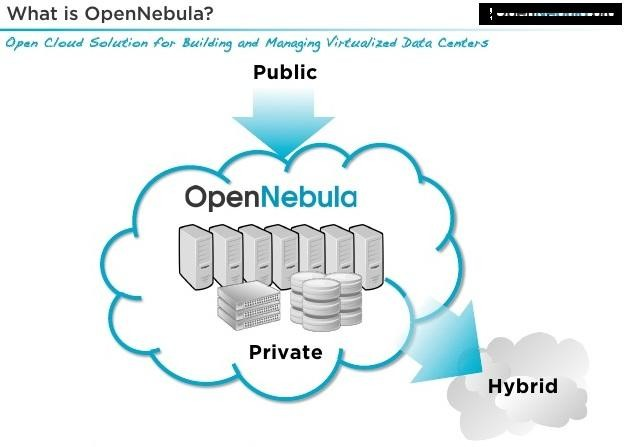 What is OpenNebula?
Open Cloud Solution for Building and Managing Virtualized Data Centers
Public
OpenNebula
Private
Hybrid